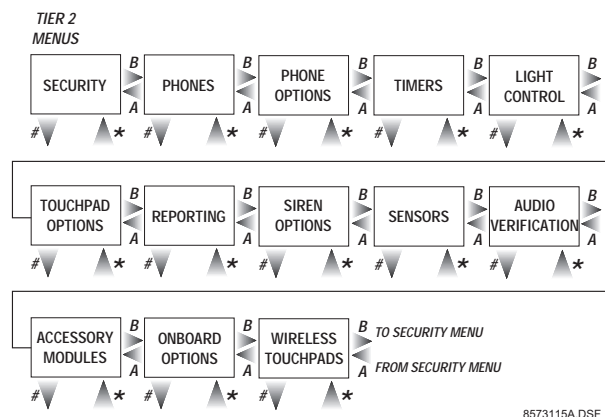 TIER 2
MENUS
SECURITY
B
A
PHONES
B
A
PHONE
OPTIONS
B
A
TIMERS
B
A
LIGHT
CONTROL
B
A
# *
# *
# *
# *
# *
TOUCHPAD
OPTIONS
B
A
REPORTING
B
A
SIREN
OPTIONS
B
A
SENSORS
B
A
AUDIO
VERIFICATION
B
A
# *
# *
# *
# *
# *
ACCESSORY
MODULES
B
A
ONBOARD
OPTIONS
B
A
WIRELESS
TOUCHPADS
B TO SECURITY MENU
A FROM SECURITY MENU
# *
# *
# *
8573115A.DSF